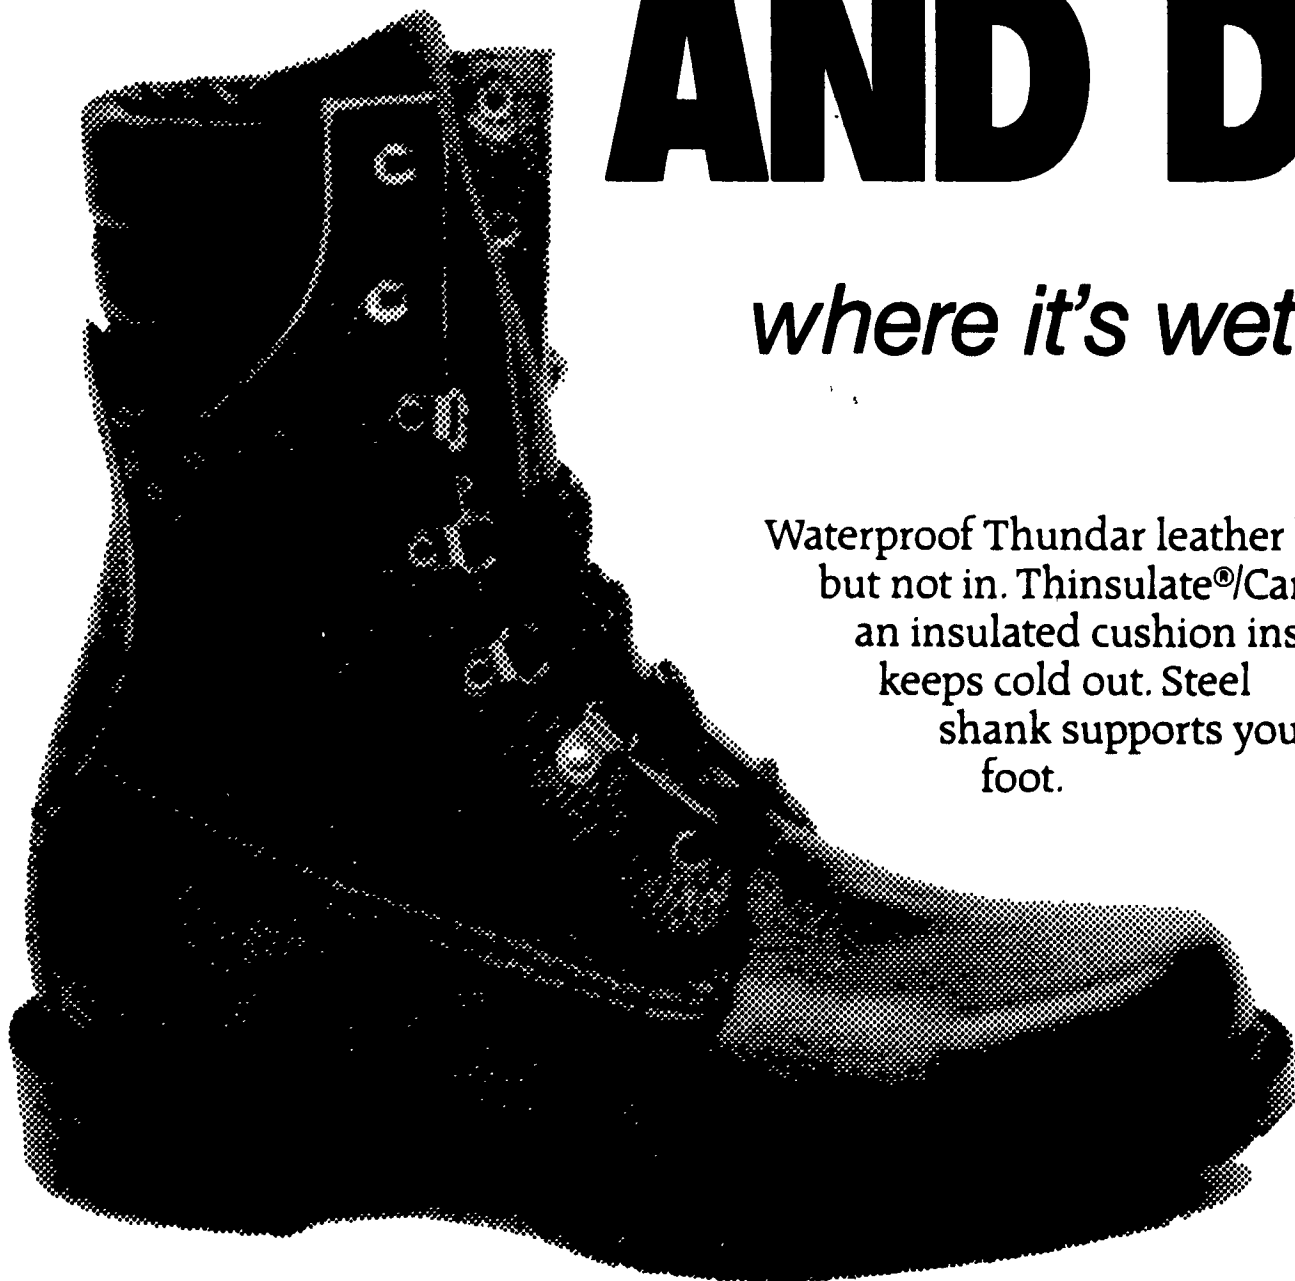 AND D
where it's wet
Waterproof Thundar leather
but not in. Thinsulate®/Cam
an insulated cushion ins
keeps cold out. Steel
shank supports you
foot.